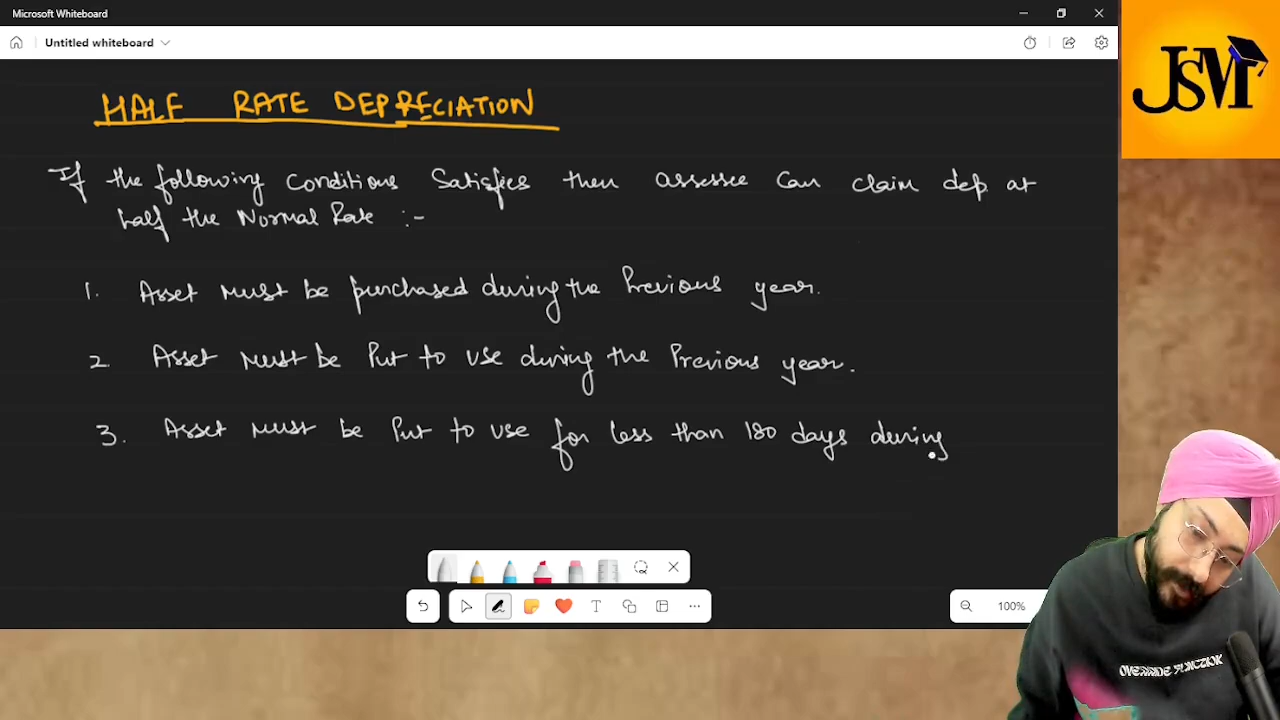 Microsoft Whiteboard
Untitled whiteboard
JSM
HALF RATE DEPRECIATION
If the following Conditions Satisfies then assessee Can claim dep. at
half the Normal Rate :-
1. Asset must be purchased during the Previous year.
2. Asset must be Put to use during the Previous year.
3. Asset must be Put to use for less than 180 days during
100%
OVERRIDE FUNCTION